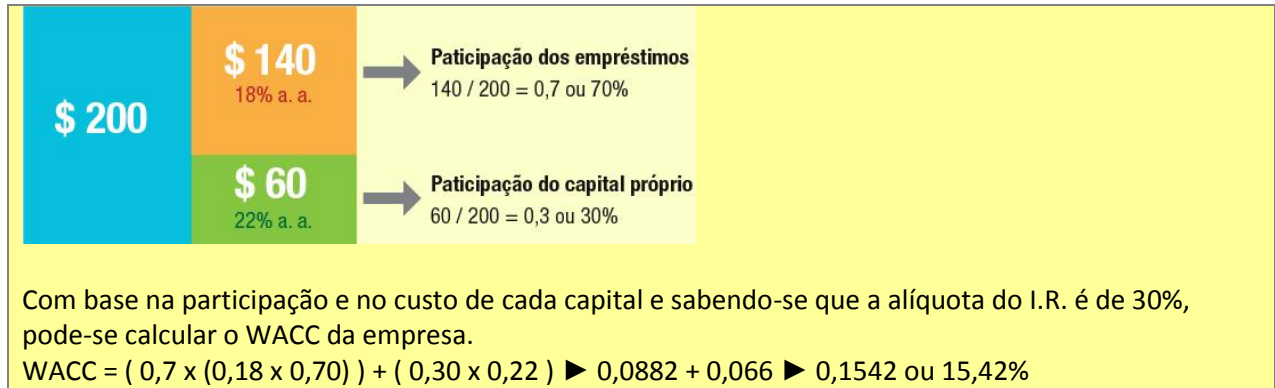 $ 200
$ 140
18% a. a.
Paticipação dos empréstimos
140 / 200 = 0,7 ou 70%
$ 60
22% a. a.
Paticipação do capital próprio
60 / 200 = 0,3 ou 30%
Com base na participação e no custo de cada capital e sabendo-se que a alíquota do I.R. é de 30%,
pode-se calcular o WACC da empresa.
WACC = ( 0,7 x (0,18 x 0,70) ) + ( 0,30 x 0,22 ) ► 0,0882 + 0,066 ► 0,1542 ou 15,42%